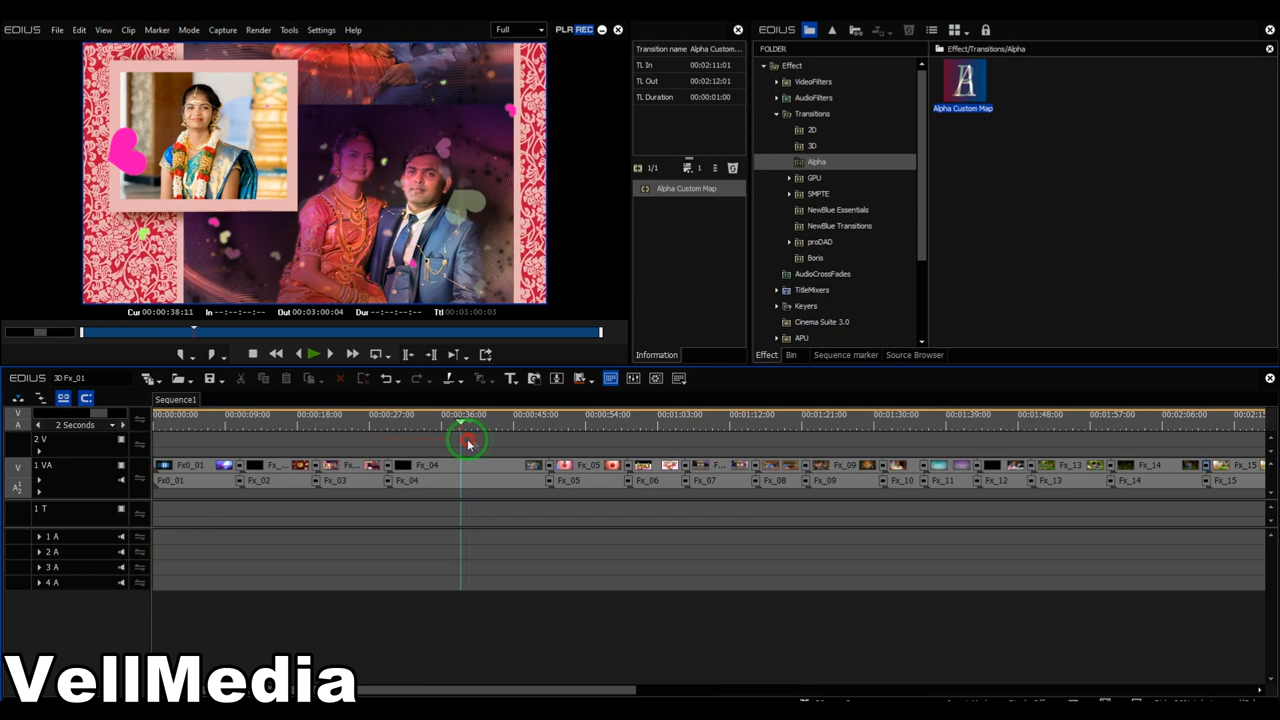 EDIUS File Edit View Clip Marker Mode Capture Render Tools Settings Help Full PLR REC
Cur 00:00:38:11 In --:--:--:-- Out 00:03:00:04 Dur --:--:--:-- Ttl 00:03:00:03
Transition name Alpha Custom...
TL In 00:02:11:01
TL Out 00:02:12:01
TL Duration 00:00:01:00
1/1 1
Alpha Custom Map
Information
EDIUS
FOLDER
Effect
VideoFilters
AudioFilters
Transitions
2D
3D
Alpha
GPU
SMPTE
NewBlue Essentials
NewBlue Transitions
proDAD
Boris
AudioCrossFades
TitleMixers
Keyers
Cinema Suite 3.0
APU
Effect/Transitions/Alpha
Alpha Custom Map
Effect Bin Sequence marker Source Browser
EDIUS 3D Fx_01
Sequence1
V
A
2 Seconds
00:00:00:00 00:00:09:00 00:00:18:00 00:00:27:00 00:00:36:00 00:00:45:00 00:00:54:00 00:01:03:00 00:01:12:00 00:01:21:00 00:01:30:00 00:01:39:00 00:01:48:00 00:01:57:00 00:02:06:00 00:02:15
2 V
V 1 VA Fx0_01 Fx_... Fx... Fx_04 Fx_05 F... Fx_09 Fx_13 Fx_14 Fx_15
A12 Fx0_01 Fx_02 Fx_03 Fx_04 Fx_05 Fx_06 Fx_07 Fx_08 Fx_09 Fx_10 Fx_11 Fx_12 Fx_13 Fx_14 Fx_15
1 T
1 A
2 A
3 A
4 A
VellMedia